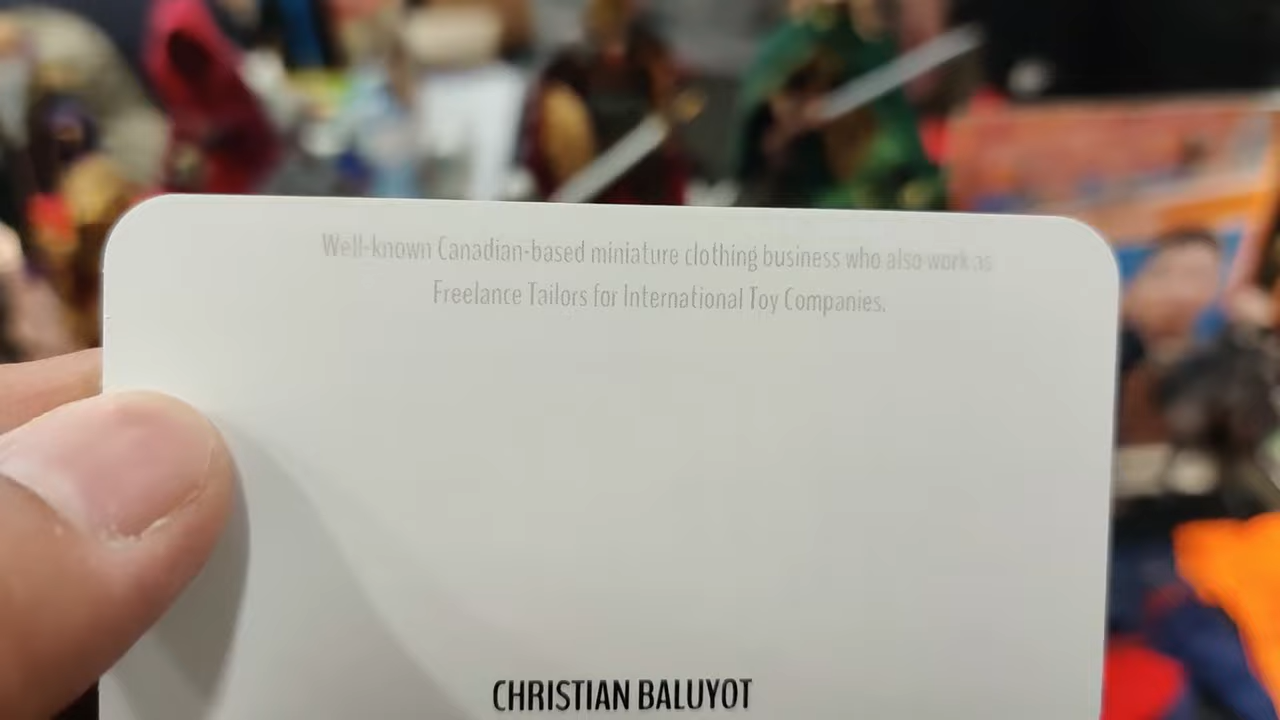 Well-known Canadian-based miniature clothing business who also work as
Freelance Tailors for International Toy Companies.
CHRISTIAN BALUYOT